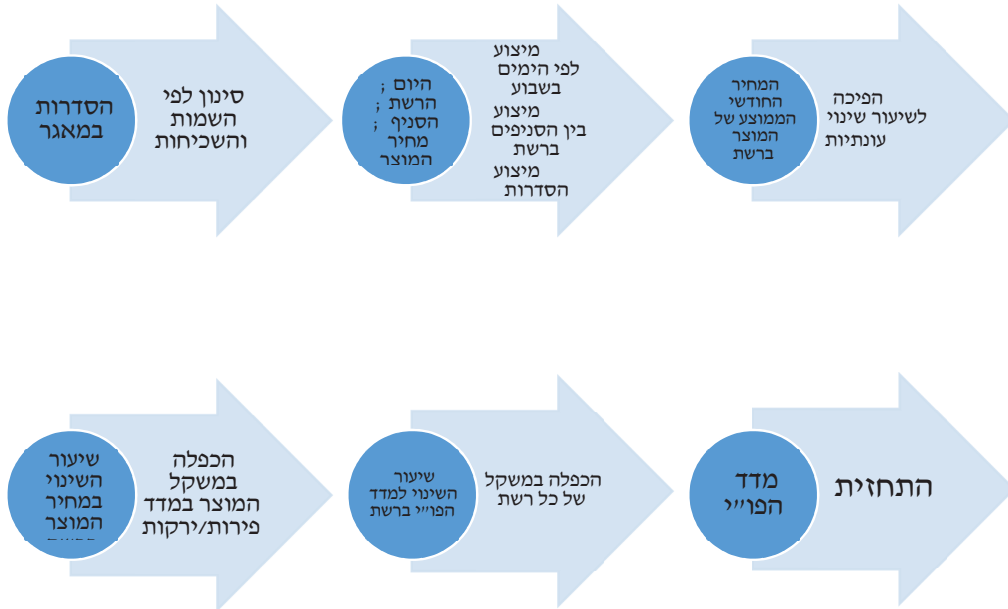 הסדרות
במאגר
סינון לפי
השמות
והשכיחות
היום ;
הרשת ;
הסניף ;
מחיר
המוצר
מיצוע
לפי הימים
בשבוע
מיצוע
בין הסניפים
ברשת
מיצוע
הסדרות
המחיר
החודשי
הממוצע של
המוצר
ברשת
הפיכה
לשיעור שינוי
עונתיות
שיעור
השינוי
במחיר
המוצר
הכפלה
במשקל
המוצר במדד
פירות/ירקות
שיעור
השינוי למדד
הפו״י ברשת
הכפלה במשקל
של כל רשת
מדד
הפו״י
התחזית